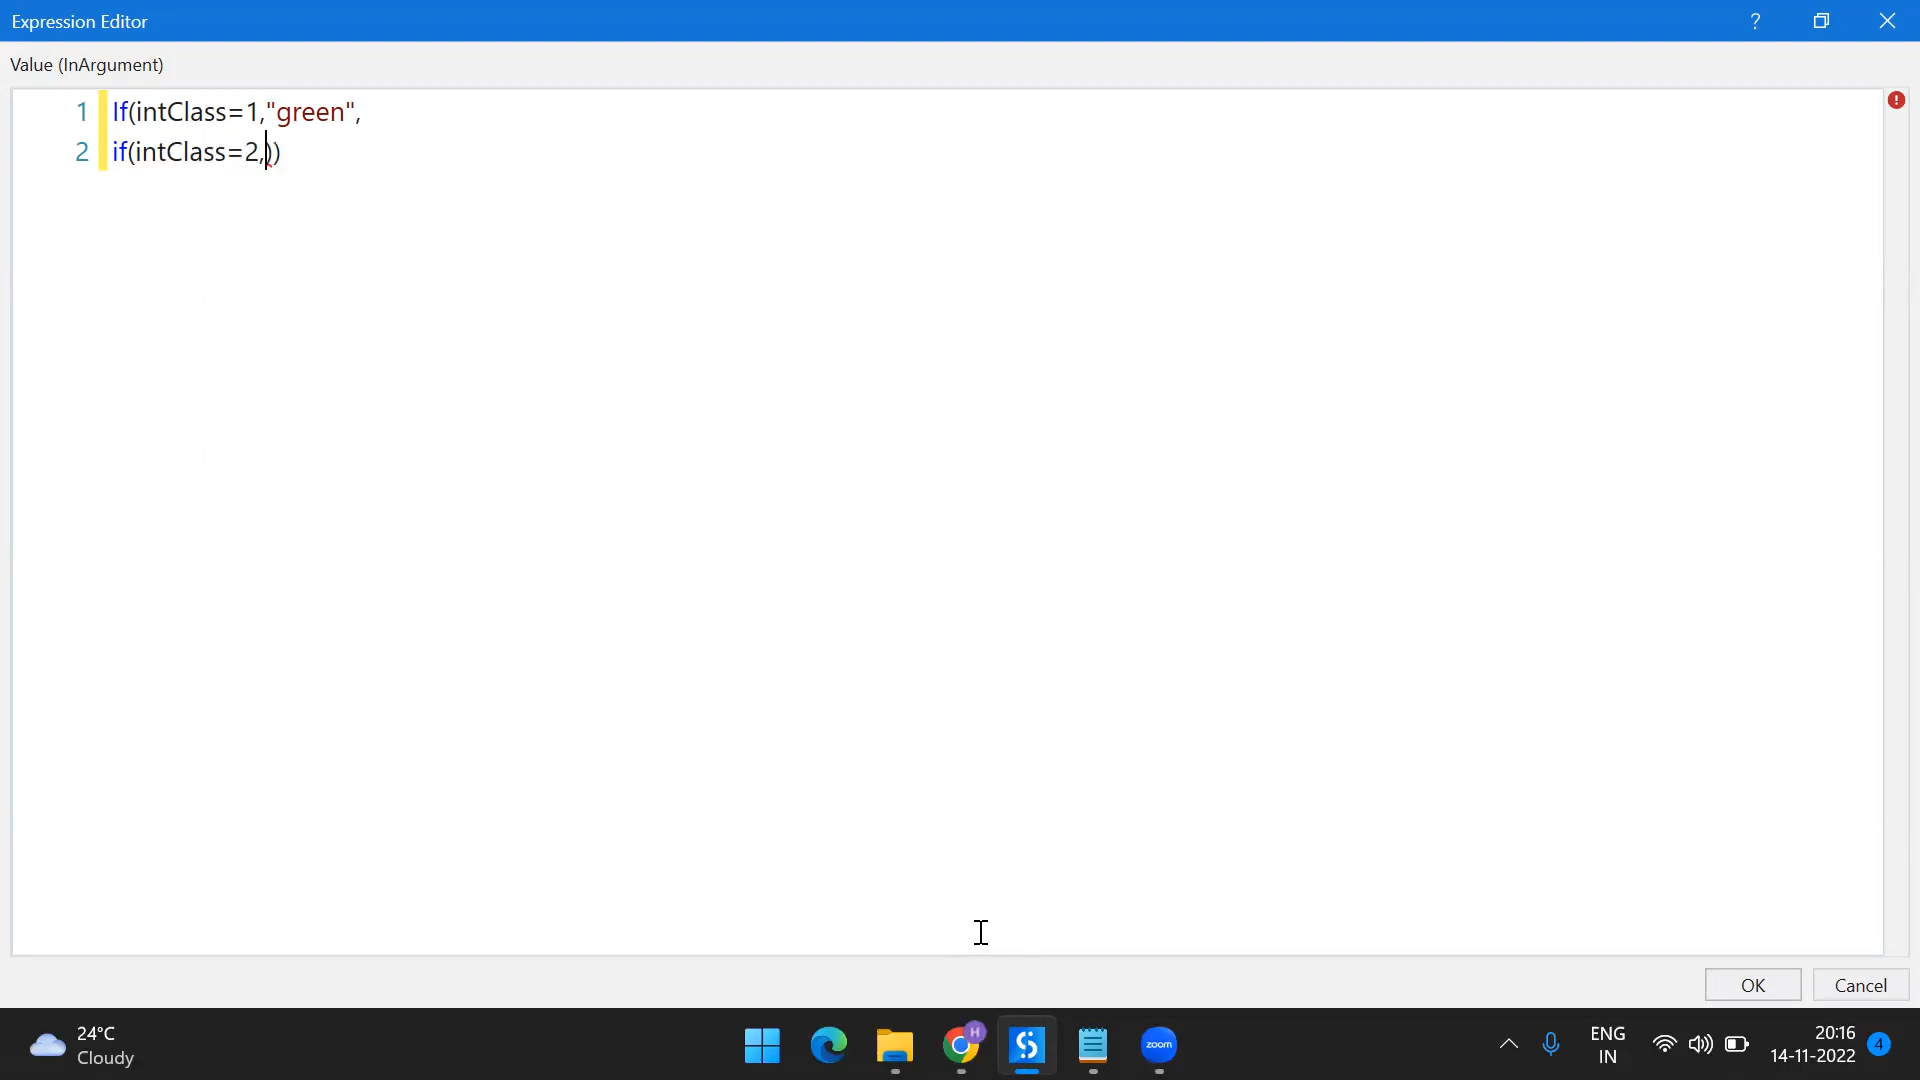 Expression Editor
?
Value (InArgument)
1 If(intClass=1,"green",
2 if(intClass=2,))
OK
Cancel
24°C
Cloudy
H
zoom
ENG
IN
20:16
14-11-2022
4